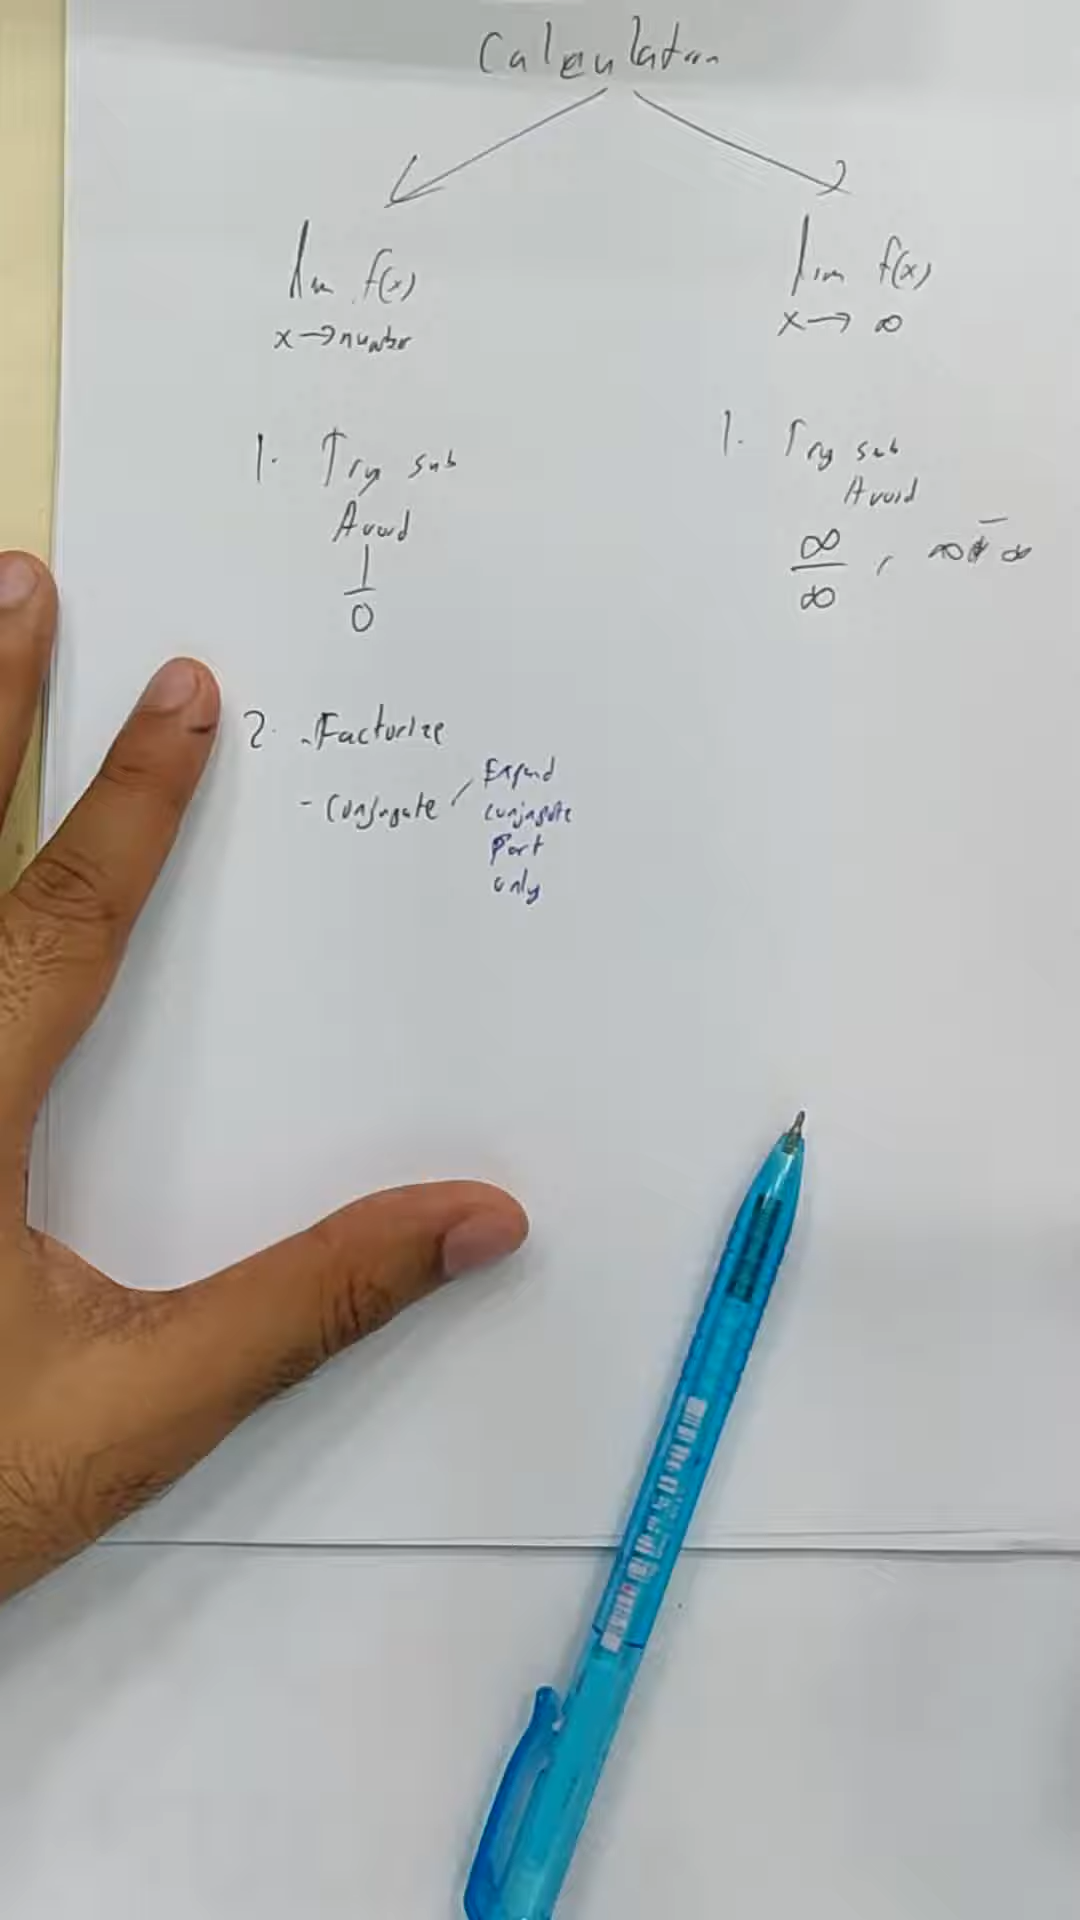 Calculation
lim f(x)
x→number
1. Try sub
Avoid
1/0
2. - Factorize
- Conjugate / Expand
conjugate
part
only
lim f(x)
x→∞
1. Try sub
Avoid
∞/∞ , ∞ - ∞